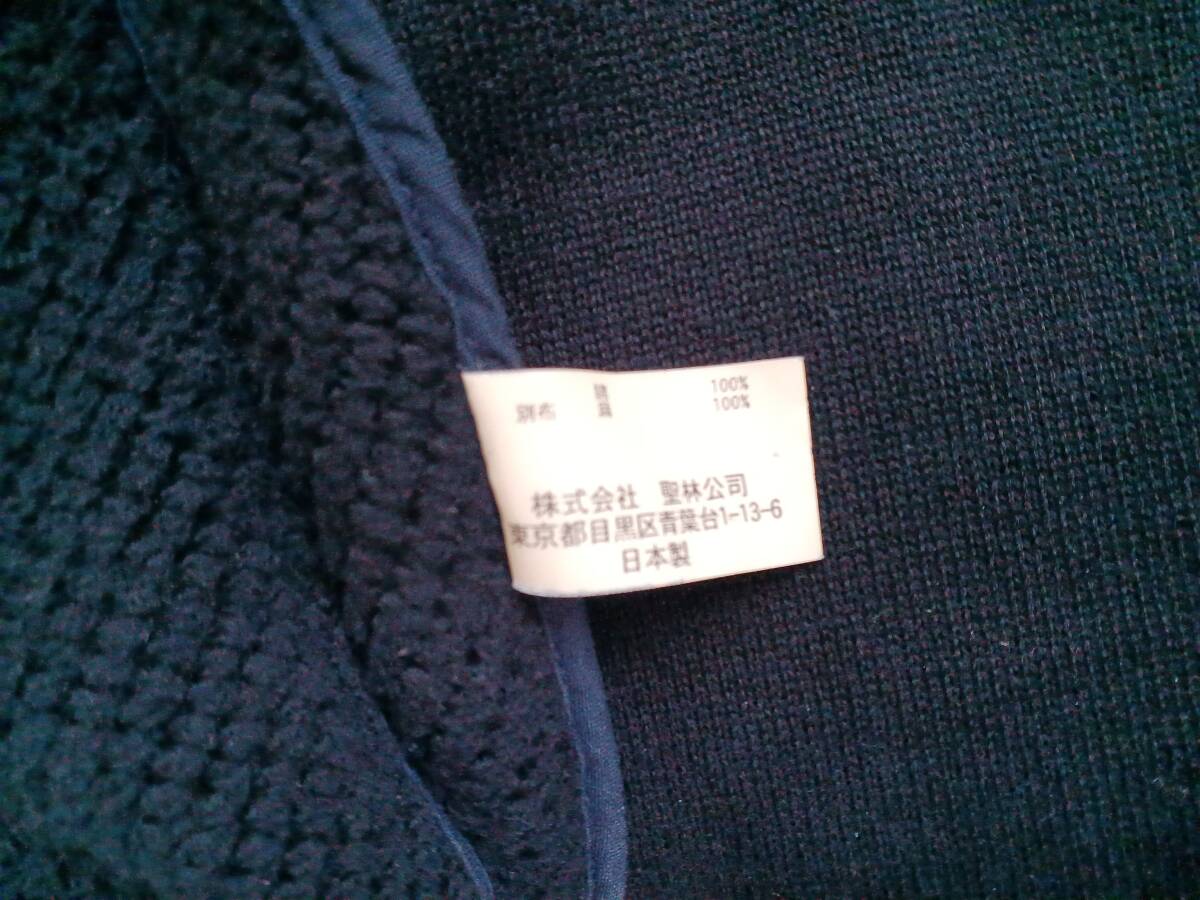 100%
別布 100%
株式会社 聖林公司
東京都目黒区青葉台1-13-6
日本製